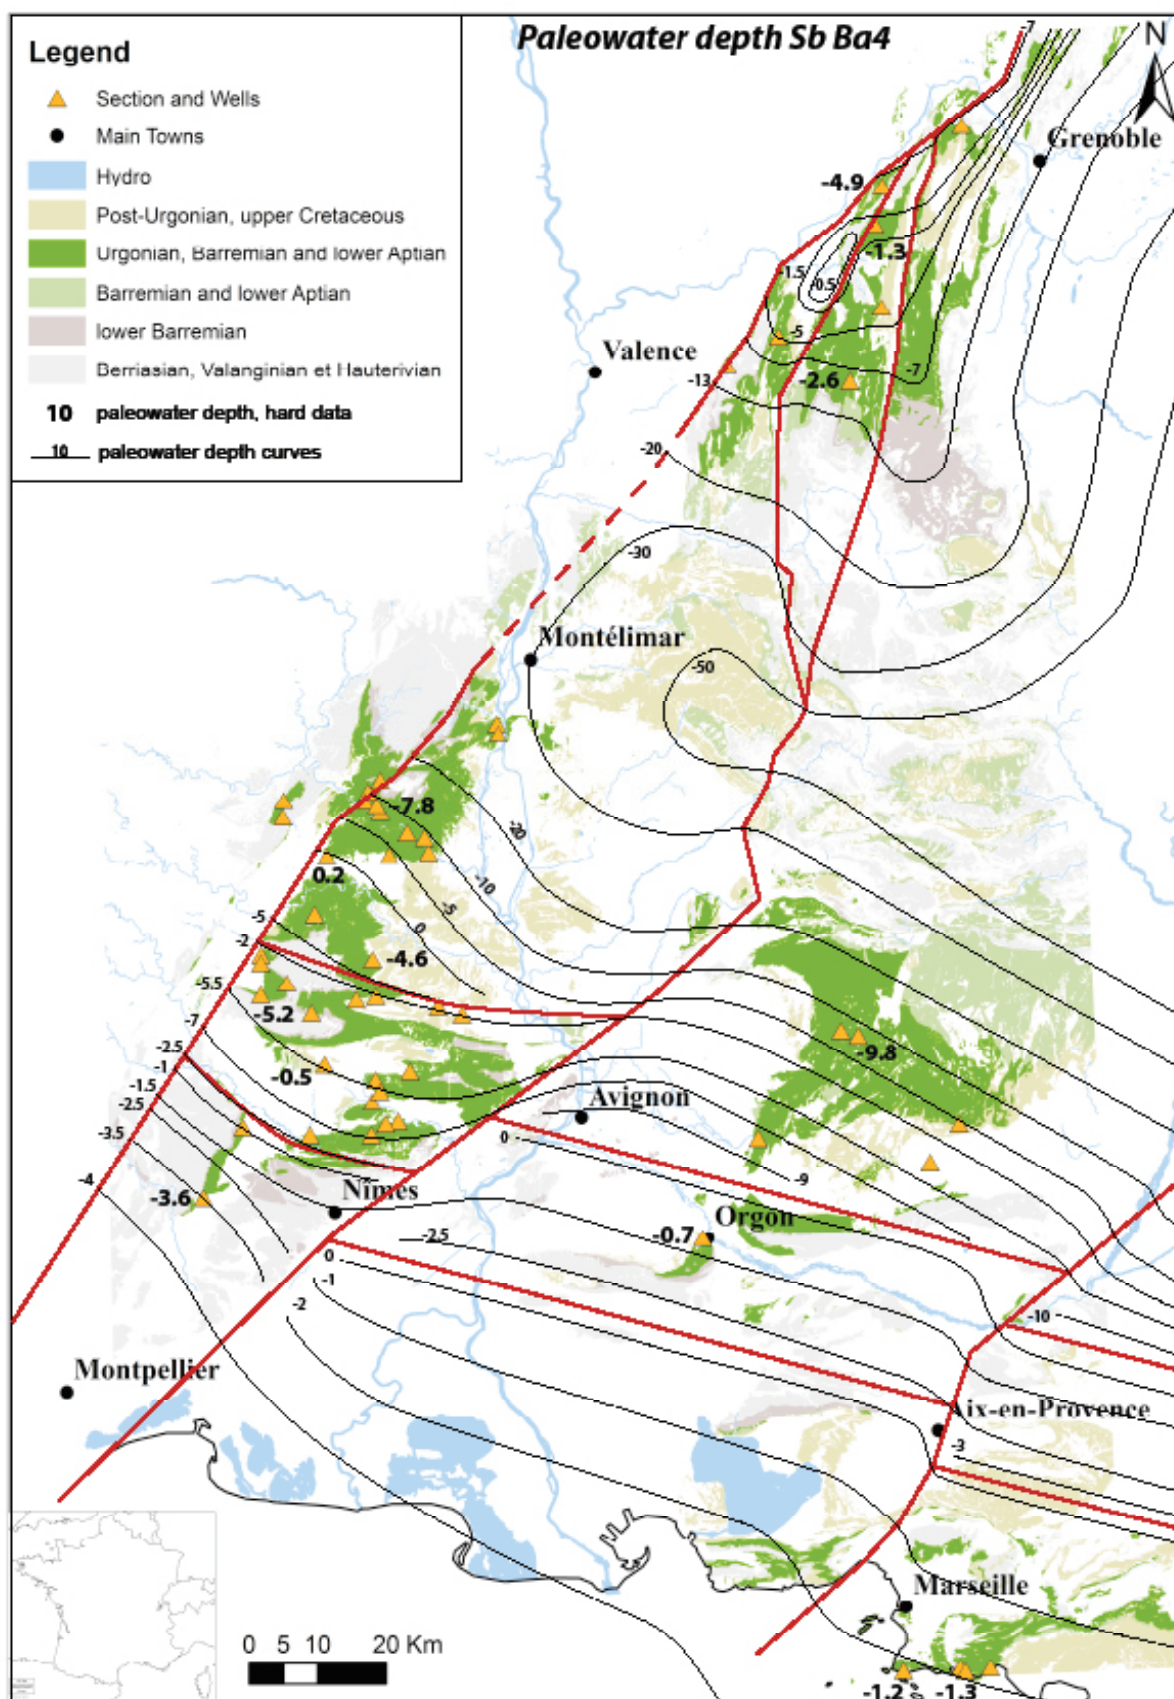 Paleowater depth Sb Ba4
Legend
Section and Wells
Main Towns
Hydro
Post-Urgonian, upper Cretaceous
Urgonian, Barremian and lower Aptian
Barremian and lower Aptian
lower Barremian
Berriasian, Valanginian et Hauterivian
10 paleowater depth, hard data
10 paleowater depth curves
-7
N
Grenoble
-4.9
-1.3
-1.5
-0.5
-5
Valence
-7
-13
-2.6
-20
-30
Montélimar
-50
-7.8
-20
0.2
-10
-5
-5
0
-2
-4.6
-5.5
-5.2
-7
-9.8
-2.5
-1
-0.5
-1.5
-2.5
Avignon
-3.5
0
-4
-9
-3.6
Nîmes
Orgon
-0.7
-2.5
0
-1
-2
-10
Montpellier
Aix-en-Provence
-3
Marseille
0 5 10 20 Km
-1.2
-1.3